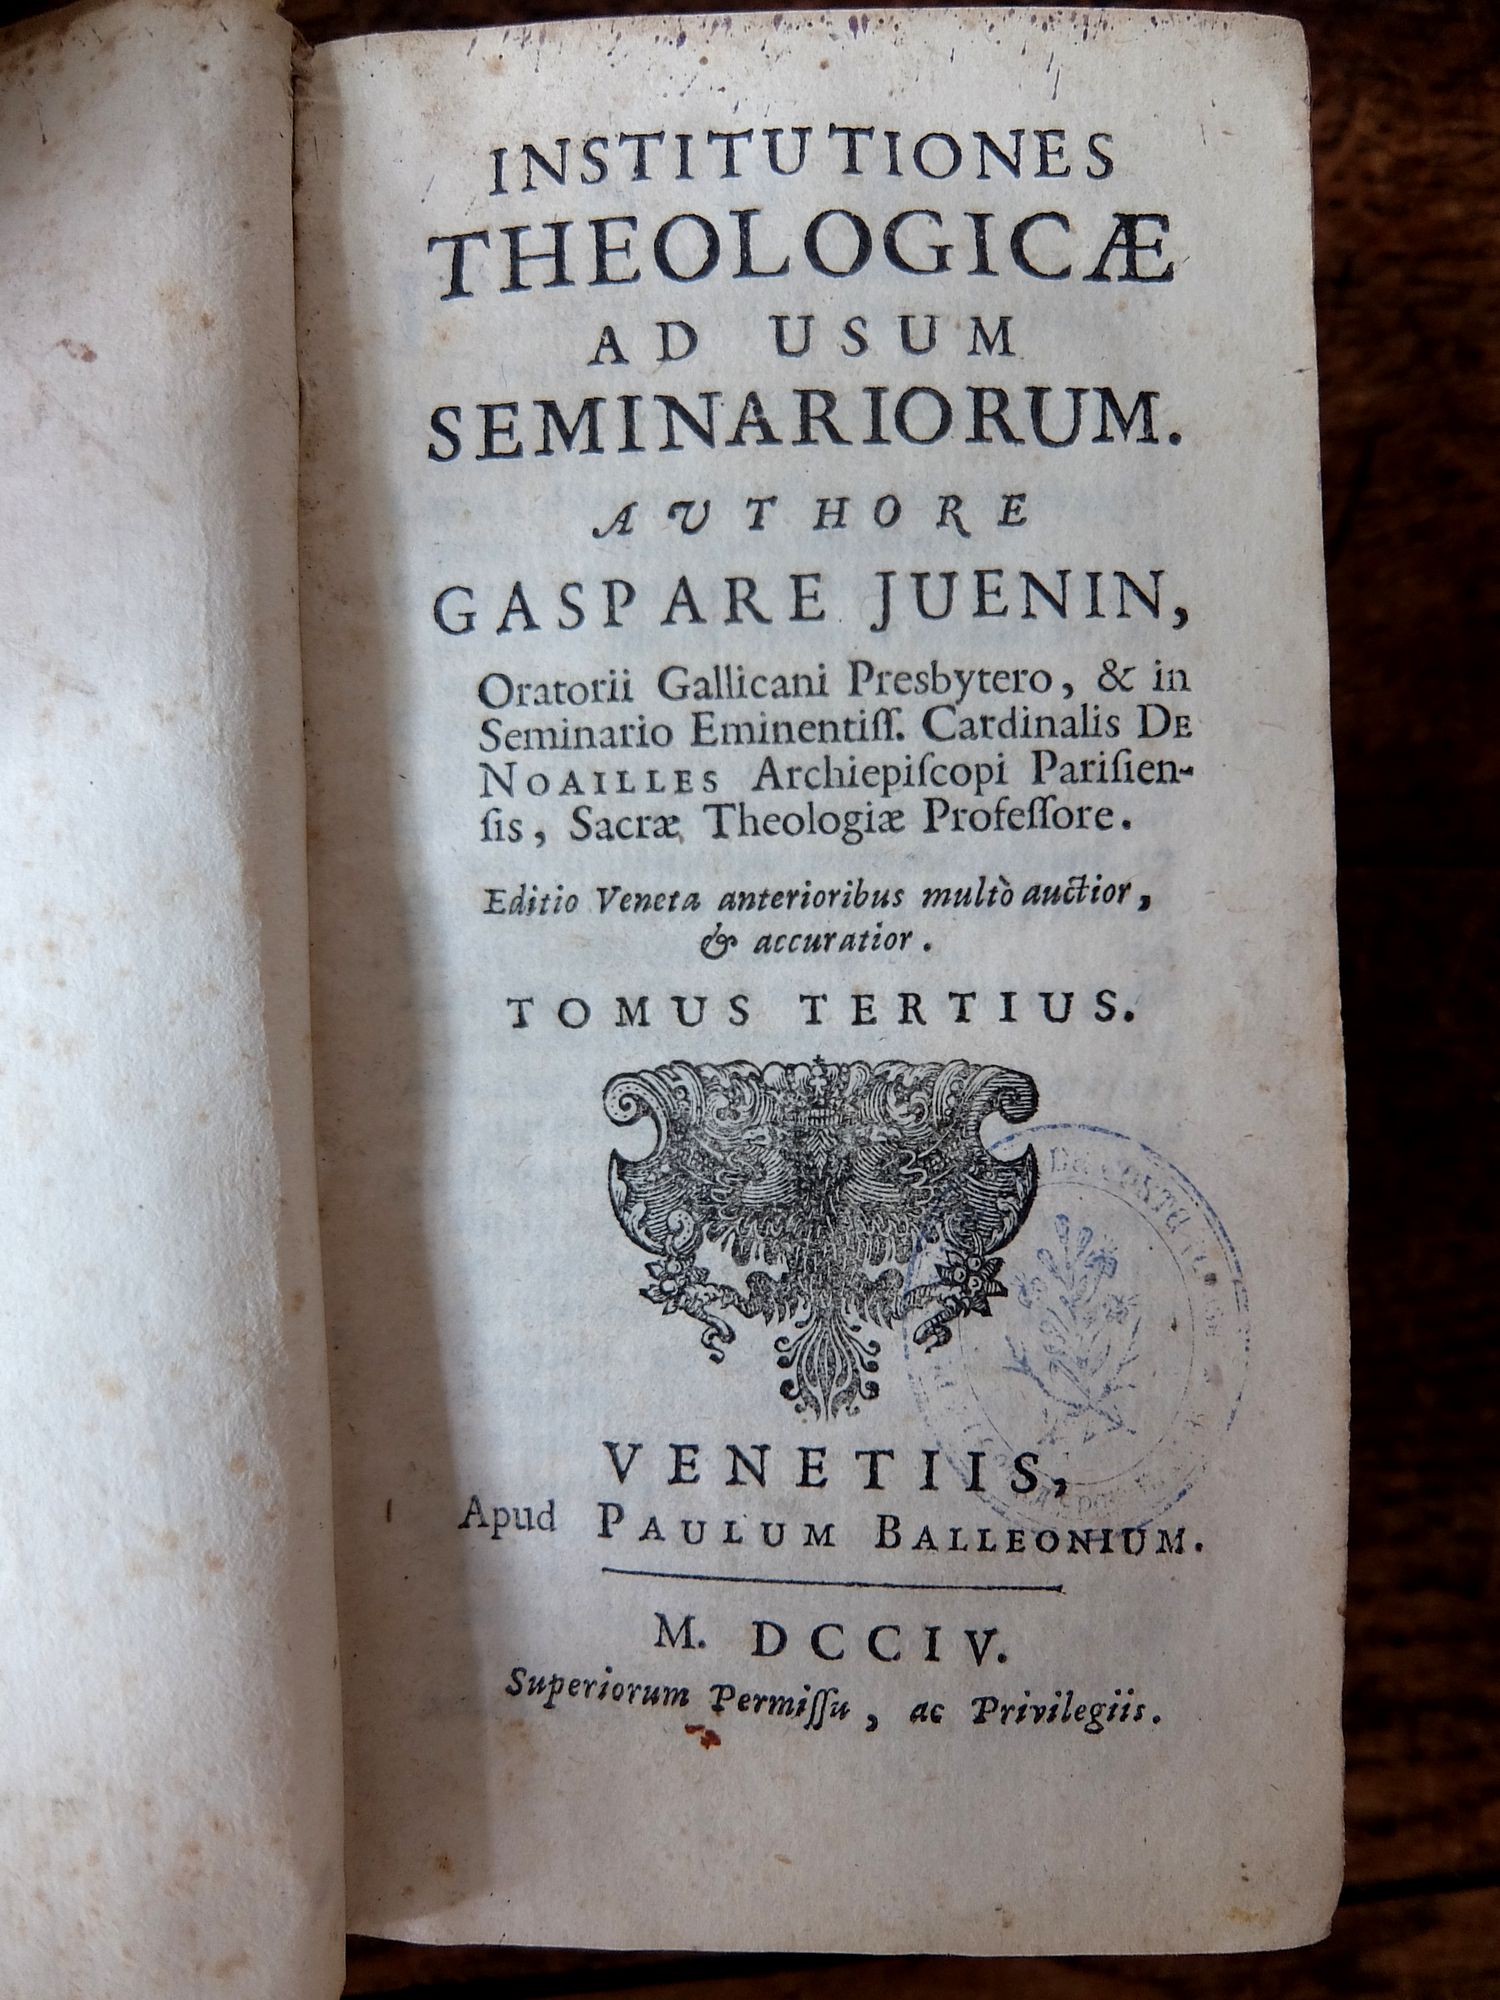 INSTITUTIONES
THEOLOGICÆ
AD USUM
SEMINARIORUM.
AUTHORE
GASPARE JUENIN,
Oratorii Gallicani Presbytero, & in
Seminario Eminentiſſ. Cardinalis DE
NOAILLES Archiepiſcopi Pariſien-
ſis, Sacræ Theologiæ Profeſſore.
Editio Veneta anterioribus multò auctior,
& accuratior.
TOMUS TERTIUS.
VENETIIS,
Apud PAULUM BALLEONIUM.
M. DCCIV.
Superiorum Permiſſu, ac Privilegiis.